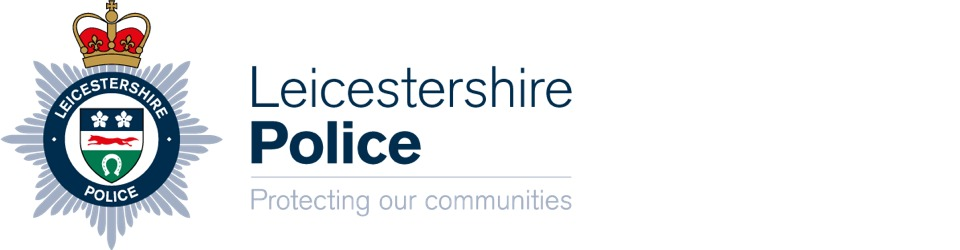 LEICESTERSHIRE
POLICE
Leicestershire
Police
Protecting our communities